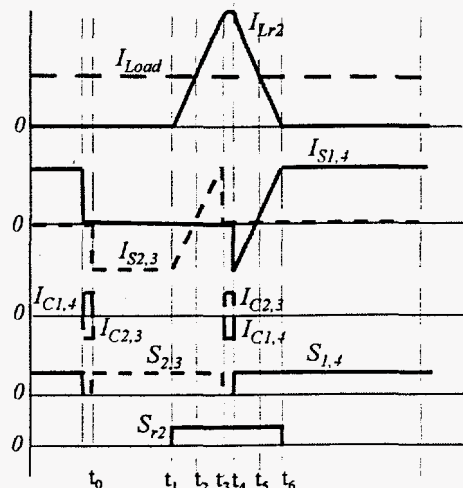 I_Lr2
I_Load
0
I_S1,4
0
I_S2,3
I_C1,4
I_C2,3
I_C2,3
I_C1,4
S_2,3
S_1,4
0
S_r2
0
t_0 t_1 t_2 t_3 t_4 t_5 t_6